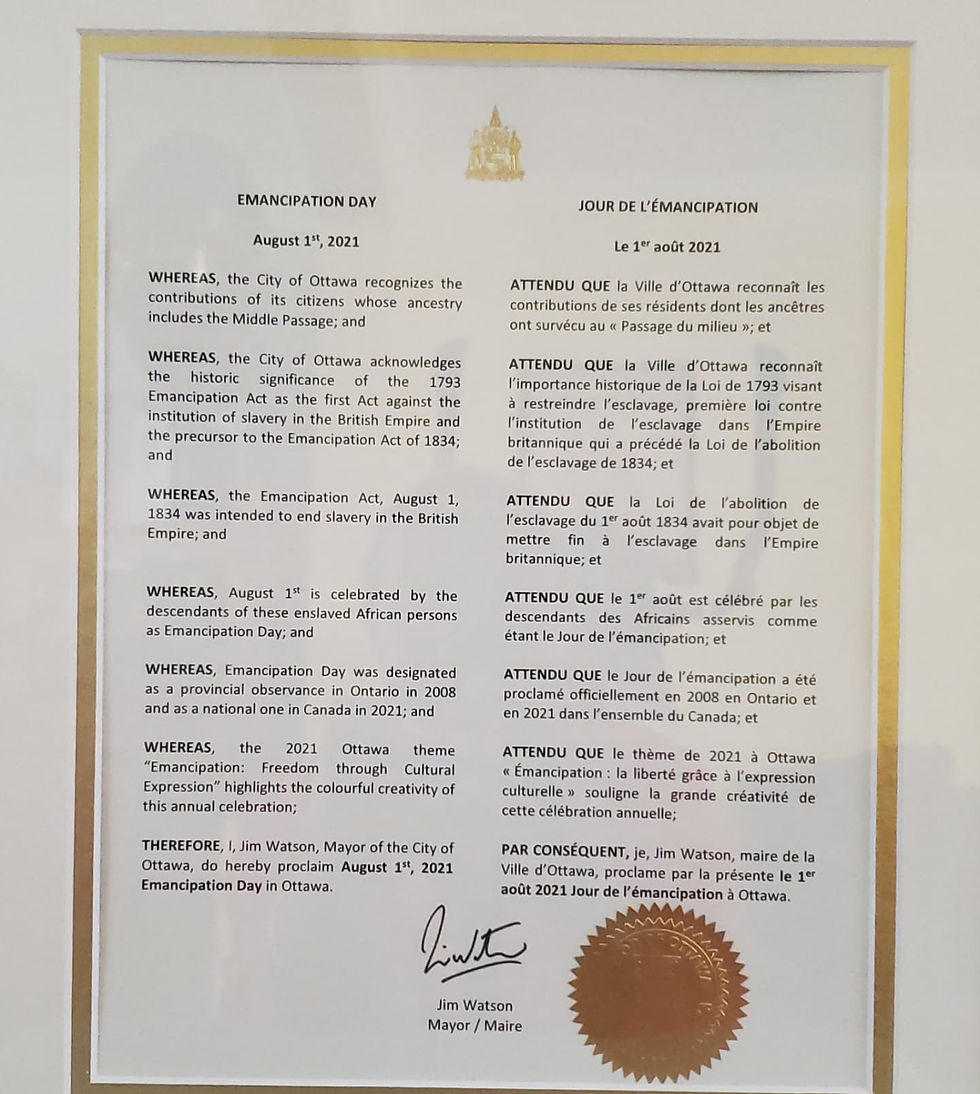 EMANCIPATION DAY
August 1st, 2021
WHEREAS, the City of Ottawa recognizes the
contributions of its citizens whose ancestry
includes the Middle Passage; and
WHEREAS, the City of Ottawa acknowledges
the historic significance of the 1793
Emancipation Act as the first Act against the
institution of slavery in the British Empire and
the precursor to the Emancipation Act of 1834;
and
WHEREAS, the Emancipation Act, August 1,
1834 was intended to end slavery in the British
Empire; and
WHEREAS, August 1st is celebrated by the
descendants of these enslaved African persons
as Emancipation Day; and
WHEREAS, Emancipation Day was designated
as a provincial observance in Ontario in 2008
and as a national one in Canada in 2021; and
WHEREAS, the 2021 Ottawa theme
“Emancipation: Freedom through Cultural
Expression” highlights the colourful creativity of
this annual celebration;
THEREFORE, I, Jim Watson, Mayor of the City of
Ottawa, do hereby proclaim August 1st, 2021
Emancipation Day in Ottawa.
JOUR DE L’ÉMANCIPATION
Le 1er août 2021
ATTENDU QUE la Ville d’Ottawa reconnaît les
contributions de ses résidents dont les ancêtres
ont survécu au « Passage du milieu »; et
ATTENDU QUE la Ville d’Ottawa reconnaît
l’importance historique de la Loi de 1793 visant
à restreindre l’esclavage, première loi contre
l’institution de l’esclavage dans l’Empire
britannique qui a précédé la Loi de l’abolition
de l’esclavage de 1834; et
ATTENDU QUE la Loi de l’abolition de
l’esclavage du 1er août 1834 avait pour objet de
mettre fin à l’esclavage dans l’Empire
britannique; et
ATTENDU QUE le 1er août est célébré par les
descendants des Africains asservis comme
étant le Jour de l’émancipation; et
ATTENDU QUE le Jour de l’émancipation a été
proclamé officiellement en 2008 en Ontario et
en 2021 dans l’ensemble du Canada; et
ATTENDU QUE le thème de 2021 à Ottawa
« Émancipation : la liberté grâce à l’expression
culturelle » souligne la grande créativité de
cette célébration annuelle;
PAR CONSÉQUENT, je, Jim Watson, maire de la
Ville d’Ottawa, proclame par la présente le 1er
août 2021 Jour de l’émancipation à Ottawa.
Jim Watson
Mayor / Maire